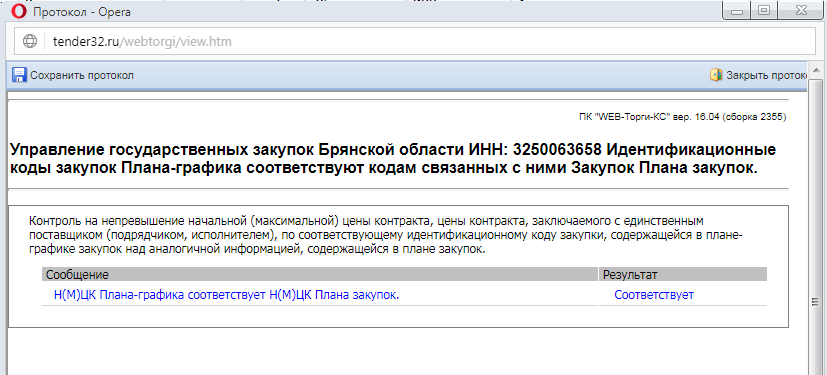 Протокол - Opera
tender32.ru/webtorgi/view.htm
Сохранить протокол
Закрыть проток
ПК "WEB-Торги-КС" вер. 16.04 (сборка 2355)
Управление государственных закупок Брянской области ИНН: 3250063658 Идентификационные
коды закупок Плана-графика соответствуют кодам связанных с ними Закупок Плана закупок.
Контроль на непревышение начальной (максимальной) цены контракта, цены контракта, заключаемого с единственным
поставщиком (подрядчиком, исполнителем), по соответствующему идентификационному коду закупки, содержащейся в плане-
графике закупок над аналогичной информацией, содержащейся в плане закупок.
Сообщение Результат
Н(М)ЦК Плана-графика соответствует Н(М)ЦК Плана закупок. Соответствует